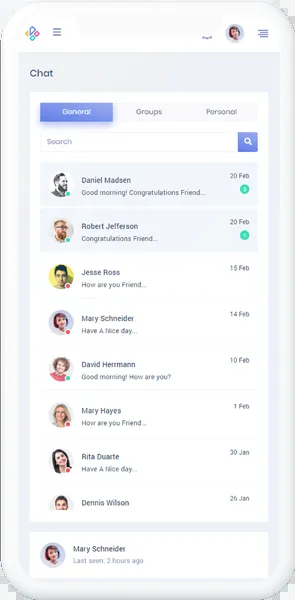 Chat
General Groups Personal
Search
Daniel Madsen 20 Feb
Good morning! Congratulations Friend... 3
Robert Jefferson 20 Feb
Congratulations Friend... 1
Jesse Ross 15 Feb
How are you Friend...
Mary Schneider 14 Feb
Have A Nice day...
David Herrmann 10 Feb
Good morning! How are you?
Mary Hayes 1 Feb
How are you Friend...
Rita Duarte 30 Jan
Have A Nice day...
Dennis Wilson 26 Jan
Mary Schneider
Last seen: 2 hours ago